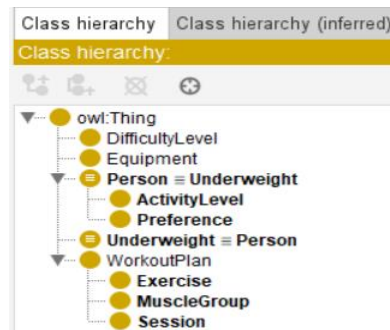 Class hierarchy Class hierarchy (inferred)
Class hierarchy:
owl:Thing
DifficultyLevel
Equipment
Person ≡ Underweight
ActivityLevel
Preference
Underweight ≡ Person
WorkoutPlan
Exercise
MuscleGroup
Session